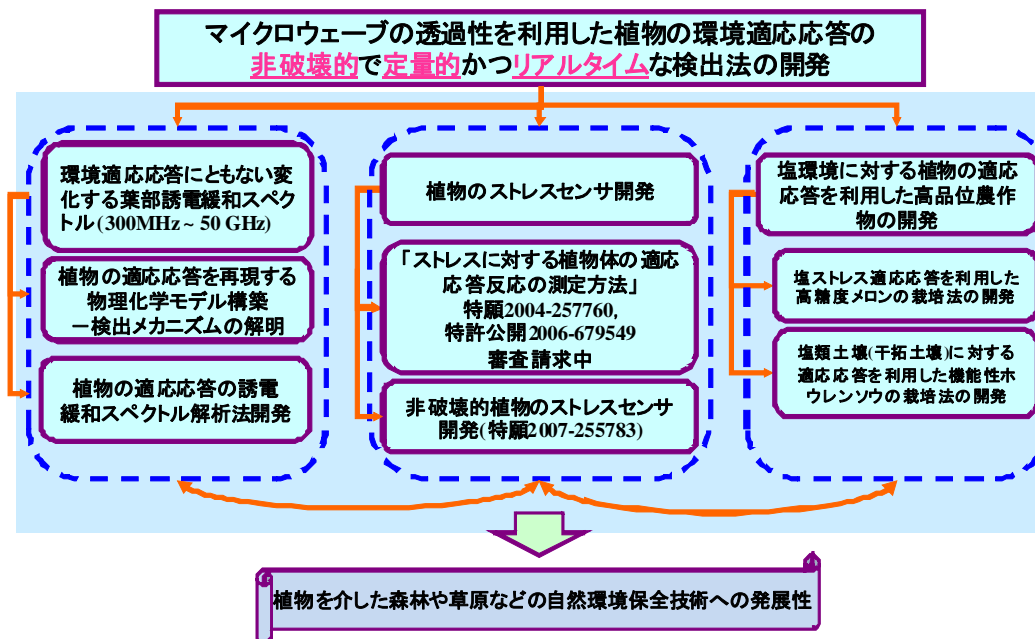 マイクロウェーブの透過性を利用した植物の環境適応応答の
非破壊的で定量的かつリアルタイムな検出法の開発
環境適応応答にともない変
化する葉部誘電緩和スペク
トル(300MHz ~ 50 GHz)
植物の適応応答を再現する
物理化学モデル構築
－検出メカニズムの解明
植物の適応応答の誘電
緩和スペクトル解析法開発
植物のストレスセンサ開発
「ストレスに対する植物体の適応
応答反応の測定方法」
特願2004-257760,
特許公開2006-679549
審査請求中
非破壊的植物のストレスセンサ
開発(特願2007-255783)
塩環境に対する植物の適応
応答を利用した高品位農作
物の開発
塩ストレス適応応答を利用した
高糖度メロンの栽培法の開発
塩類土壌(干拓土壌)に対する
適応応答を利用した機能性ホ
ウレンソウの栽培法の開発
植物を介した森林や草原などの自然環境保全技術への発展性